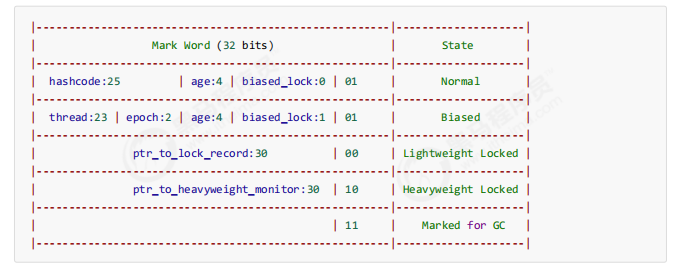 |-------------------------------------------------------|--------------------|
| Mark Word (32 bits) | State |
|-------------------------------------------------------|--------------------|
| hashcode:25 | age:4 | biased_lock:0 | 01 | Normal |
|-------------------------------------------------------|--------------------|
| thread:23 | epoch:2 | age:4 | biased_lock:1 | 01 | Biased |
|-------------------------------------------------------|--------------------|
| ptr_to_lock_record:30 | 00 | Lightweight Locked |
|-------------------------------------------------------|--------------------|
| ptr_to_heavyweight_monitor:30 | 10 | Heavyweight Locked |
|-------------------------------------------------------|--------------------|
| | 11 | Marked for GC |
|-------------------------------------------------------|--------------------|